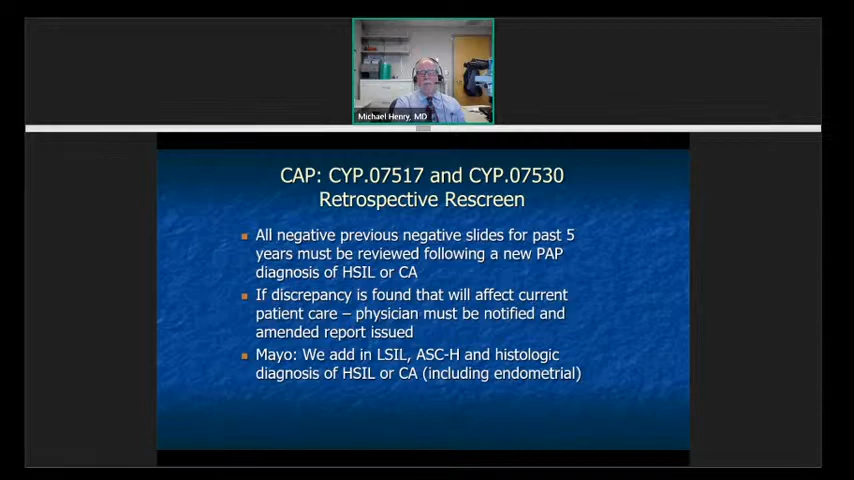 Michael Henry, MD
CAP: CYP.07517 and CYP.07530
Retrospective Rescreen
All negative previous negative slides for past 5
years must be reviewed following a new PAP
diagnosis of HSIL or CA
If discrepancy is found that will affect current
patient care – physician must be notified and
amended report issued
Mayo: We add in LSIL, ASC-H and histologic
diagnosis of HSIL or CA (including endometrial)